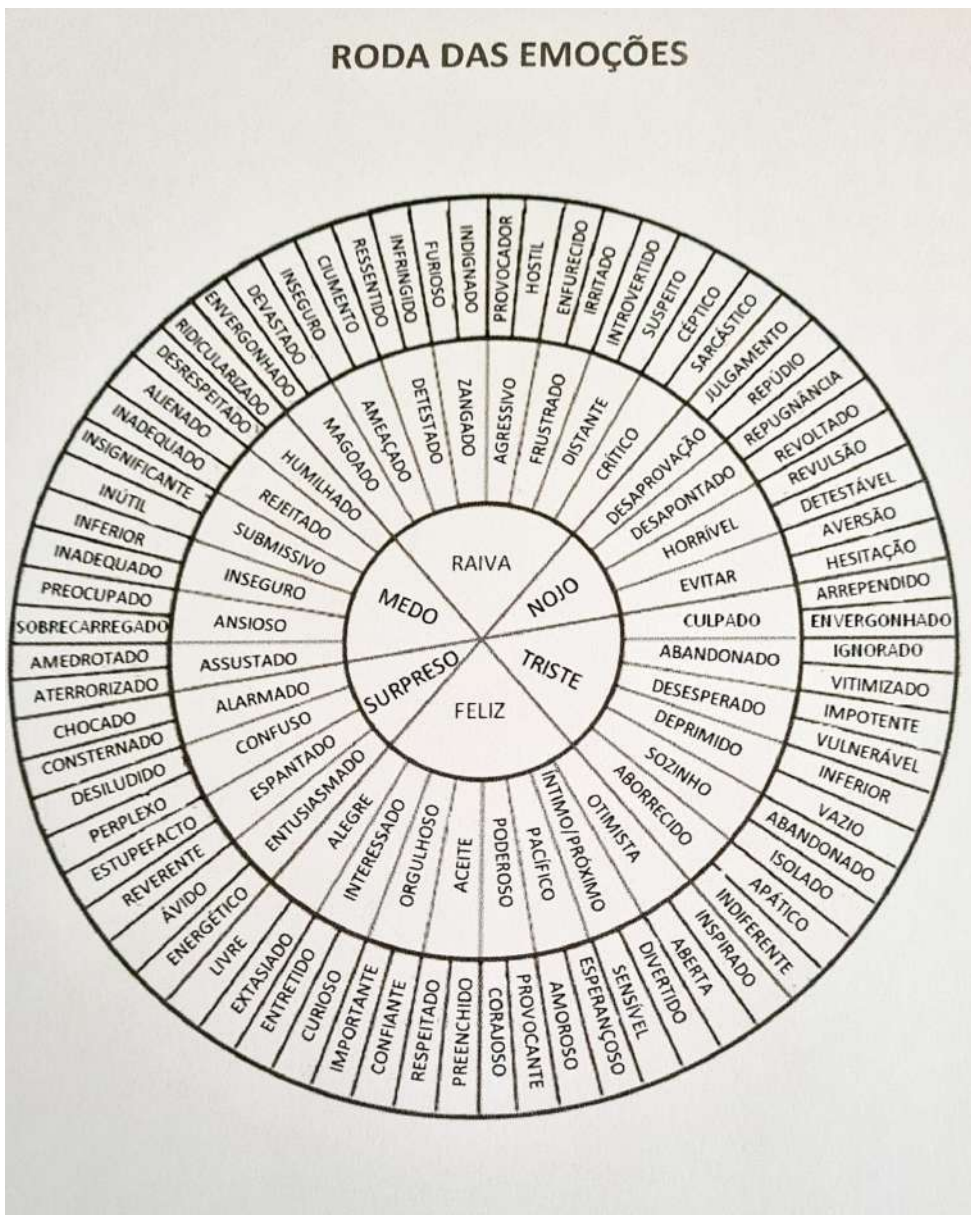 RODA DAS EMOÇÕES
RAIVA
NOJO
TRISTE
FELIZ
SURPRESO
MEDO
HUMILHADO
MAGOADO
AMEAÇADO
DETESTADO
ZANGADO
AGRESSIVO
FRUSTRADO
DISTANTE
CRÍTICO
DESAPROVAÇÃO
DESAPONTADO
HORRÍVEL
EVITAR
CULPADO
ABANDONADO
DESESPERADO
DEPRIMIDO
SOZINHO
ABORRECIDO
OTIMISTA
ÍNTIMO/PRÓXIMO
PACÍFICO
PODEROSO
ACEITE
ORGULHOSO
INTERESSADO
ALEGRE
ENTUSIASMADO
ESPANTADO
CONFUSO
ALARMADO
ASSUSTADO
ANSIOSO
INSEGURO
SUBMISSIVO
REJEITADO
RIDICULARIZADO
ENVERGONHADO
DEVASTADO
INSEGURO
CIUMENTO
RESSENTIDO
INFRINGIDO
FURIOSO
INDIGNADO
PROVOCADOR
HOSTIL
ENFURECIDO
IRRITADO
INTROVERTIDO
SUSPEITO
CÉPTICO
SARCÁSTICO
JULGAMENTO
REPÚDIO
REPUGNÂNCIA
REVOLTADO
REVULSÃO
DETESTÁVEL
AVERSÃO
HESITAÇÃO
ARREPENDIDO
ENVERGONHADO
IGNORADO
VITIMIZADO
IMPOTENTE
VULNERÁVEL
INFERIOR
VAZIO
ABANDONADO
ISOLADO
APÁTICO
INDIFERENTE
INSPIRADO
ABERTA
DIVERTIDO
SENSÍVEL
ESPERANÇOSO
AMOROSO
PROVOCANTE
CORAJOSO
PREENCHIDO
RESPEITADO
CONFIANTE
IMPORTANTE
CURIOSO
ENTRETIDO
EXTASIADO
LIVRE
ENERGÉTICO
ÁVIDO
REVERENTE
ESTUPEFACTO
PERPLEXO
DESILUDIDO
CONSTERNADO
CHOCADO
ATERRORIZADO
AMEDROTADO
SOBRECARREGADO
PREOCUPADO
INADEQUADO
INFERIOR
INÚTIL
INSIGNIFICANTE
INADEQUADO
ALIENADO
DESRESPEITADO